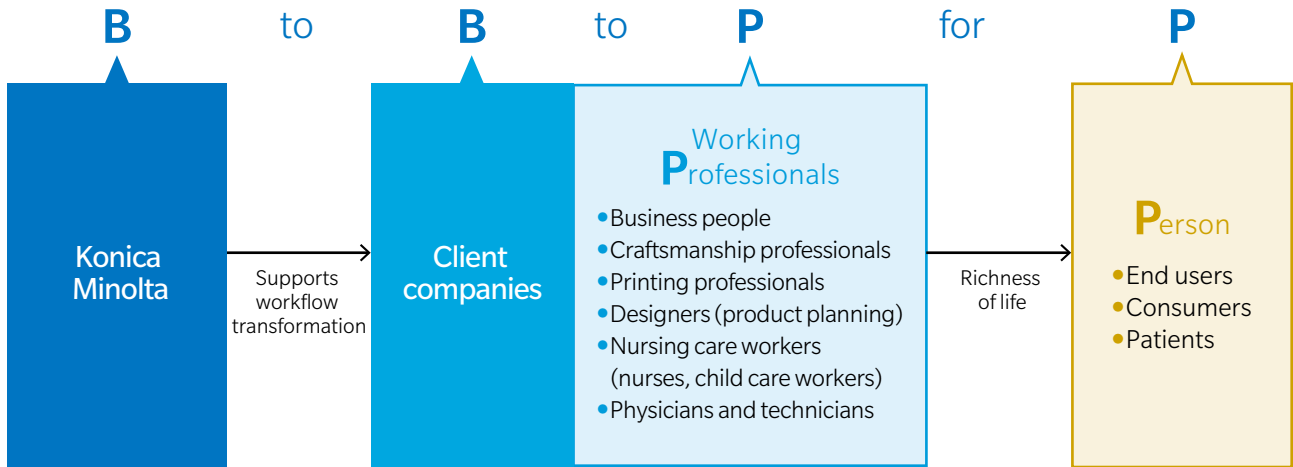 B to B to P for P
Konica
Minolta
Supports
workflow
transformation
Client
companies
Working
Professionals
•Business people
•Craftsmanship professionals
•Printing professionals
•Designers (product planning)
•Nursing care workers
(nurses, child care workers)
•Physicians and technicians
Richness
of life
Person
•End users
•Consumers
•Patients